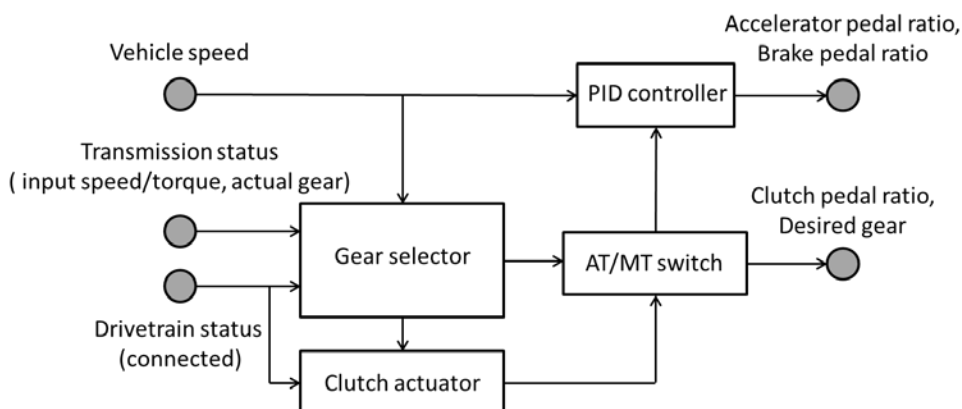 Accelerator pedal ratio,
Brake pedal ratio
Vehicle speed
PID controller
Transmission status
( input speed/torque, actual gear)
Clutch pedal ratio,
Desired gear
Gear selector
AT/MT switch
Drivetrain status
(connected)
Clutch actuator